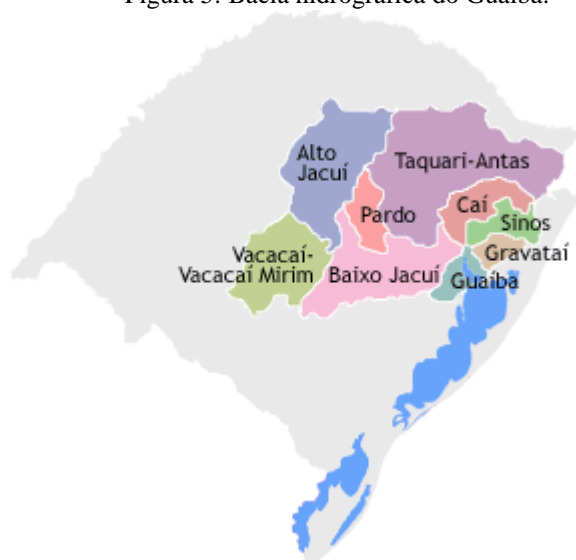 Figura 3: Bacia hidrográfica do Guaíba.
Alto
Jacuí
Taquari-Antas
Pardo
Caí
Sinos
Gravataí
Vacacaí-
Vacacaí Mirim
Baixo Jacuí
Guaíba